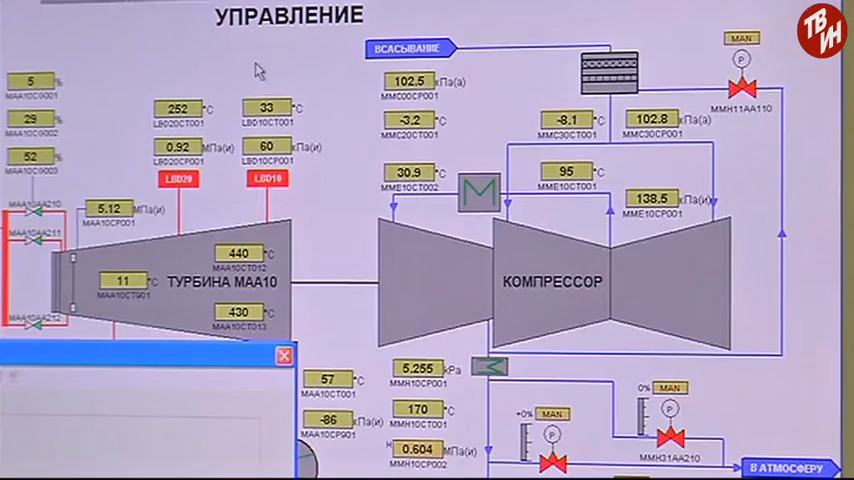 УПРАВЛЕНИЕ
ТВ
ИН
ВСАСЫВАНИЕ
MAN
P
5 %
MAA10CG001
29 %
MAA10CG002
52 %
MAA10CG003
252 °C
LBD20CT001
33 °C
LBD10CT001
0.92 МПа(и)
LBD20CP001
60 кПа(и)
LBD10CP001
102.5 кПа(а)
MMC00CP001
-3.2 °C
MMC20CT001
30.9 °C
MME10CT002
-8.1 °C
MMC30CT001
102.8 кПа(а)
MMC30CP001
95 °C
MME10CT001
138.5 кПа(и)
MME10CP001
MMH11AA110
LBD20
LBD10
MAA10AA210
5.12 МПа(и)
MAA10CP001
MAA10AA211
440 °C
MAA10CT012
11 °C
MAA10CT901
ТУРБИНА MAA10
КОМПРЕССОР
430 °C
MAA10CT013
MAA10AA212
57 °C
MAA10CT001
-86 кПа(и)
MAA10CP901
5.255 kPa
MMH10CP001
170 °C
MMH10CT001
н
0.604 МПа(и)
MMH10CP002
+0% MAN
P
0% MAN
P
MMH31AA210
В АТМОСФЕРУ